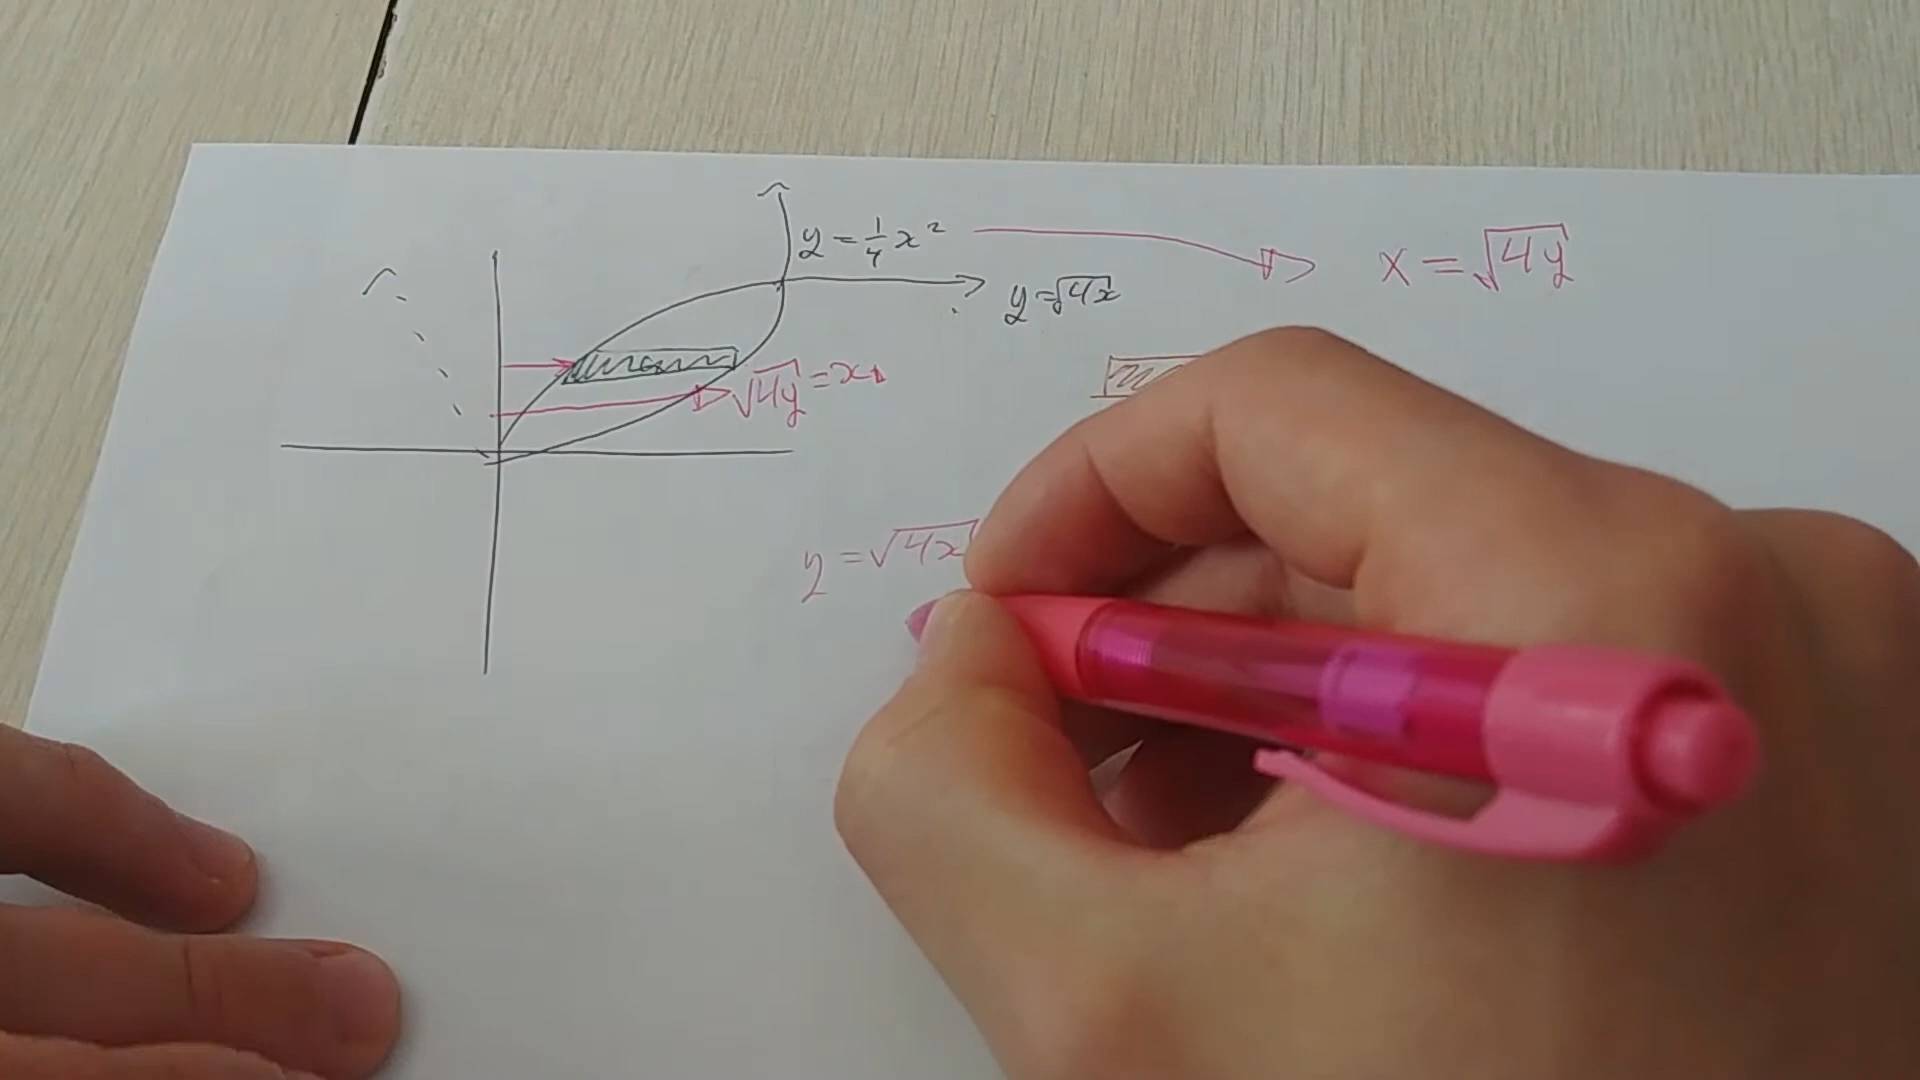 y = 1/4 x²
x = √4y
y = √4x
√4y = x
y = √4x